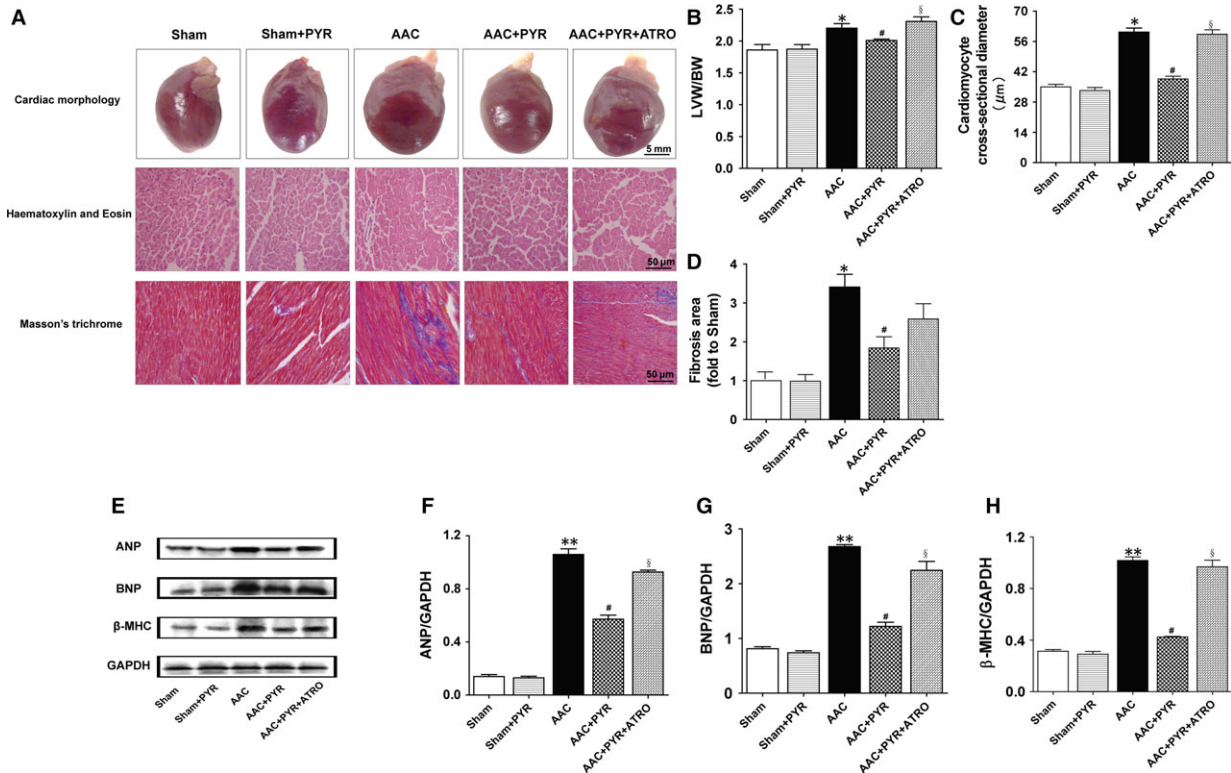 A
Sham
Sham+PYR
AAC
AAC+PYR
AAC+PYR+ATRO
Cardiac morphology
5 mm
Haematoxylin and Eosin
50 μm
Masson's trichrome
50 μm
B
LVW/BW
2.5
2.0
1.5
1.0
0.5
0.0
*
#
§
Sham
Sham+PYR
AAC
AAC+PYR
AAC+PYR+ATRO
C
Cardiomyocyte
cross-sectional diameter
(μm)
70
56
42
28
14
0
*
#
§
Sham
Sham+PYR
AAC
AAC+PYR
AAC+PYR+ATRO
D
Fibrosis area
(fold to Sham)
4
3
2
1
0
*
#
Sham
Sham+PYR
AAC
AAC+PYR
AAC+PYR+ATRO
E
ANP
BNP
β-MHC
GAPDH
Sham
Sham+PYR
AAC
AAC+PYR
AAC+PYR+ATRO
F
ANP/GAPDH
1.2
0.9
0.6
0.3
0.0
**
#
§
Sham
Sham+PYR
AAC
AAC+PYR
AAC+PYR+ATRO
G
BNP/GAPDH
3
2
1
0
**
#
§
Sham
Sham+PYR
AAC
AAC+PYR
AAC+PYR+ATRO
H
β-MHC/GAPDH
1.2
0.8
0.4
0.0
**
#
§
Sham
Sham+PYR
AAC
AAC+PYR
AAC+PYR+ATRO